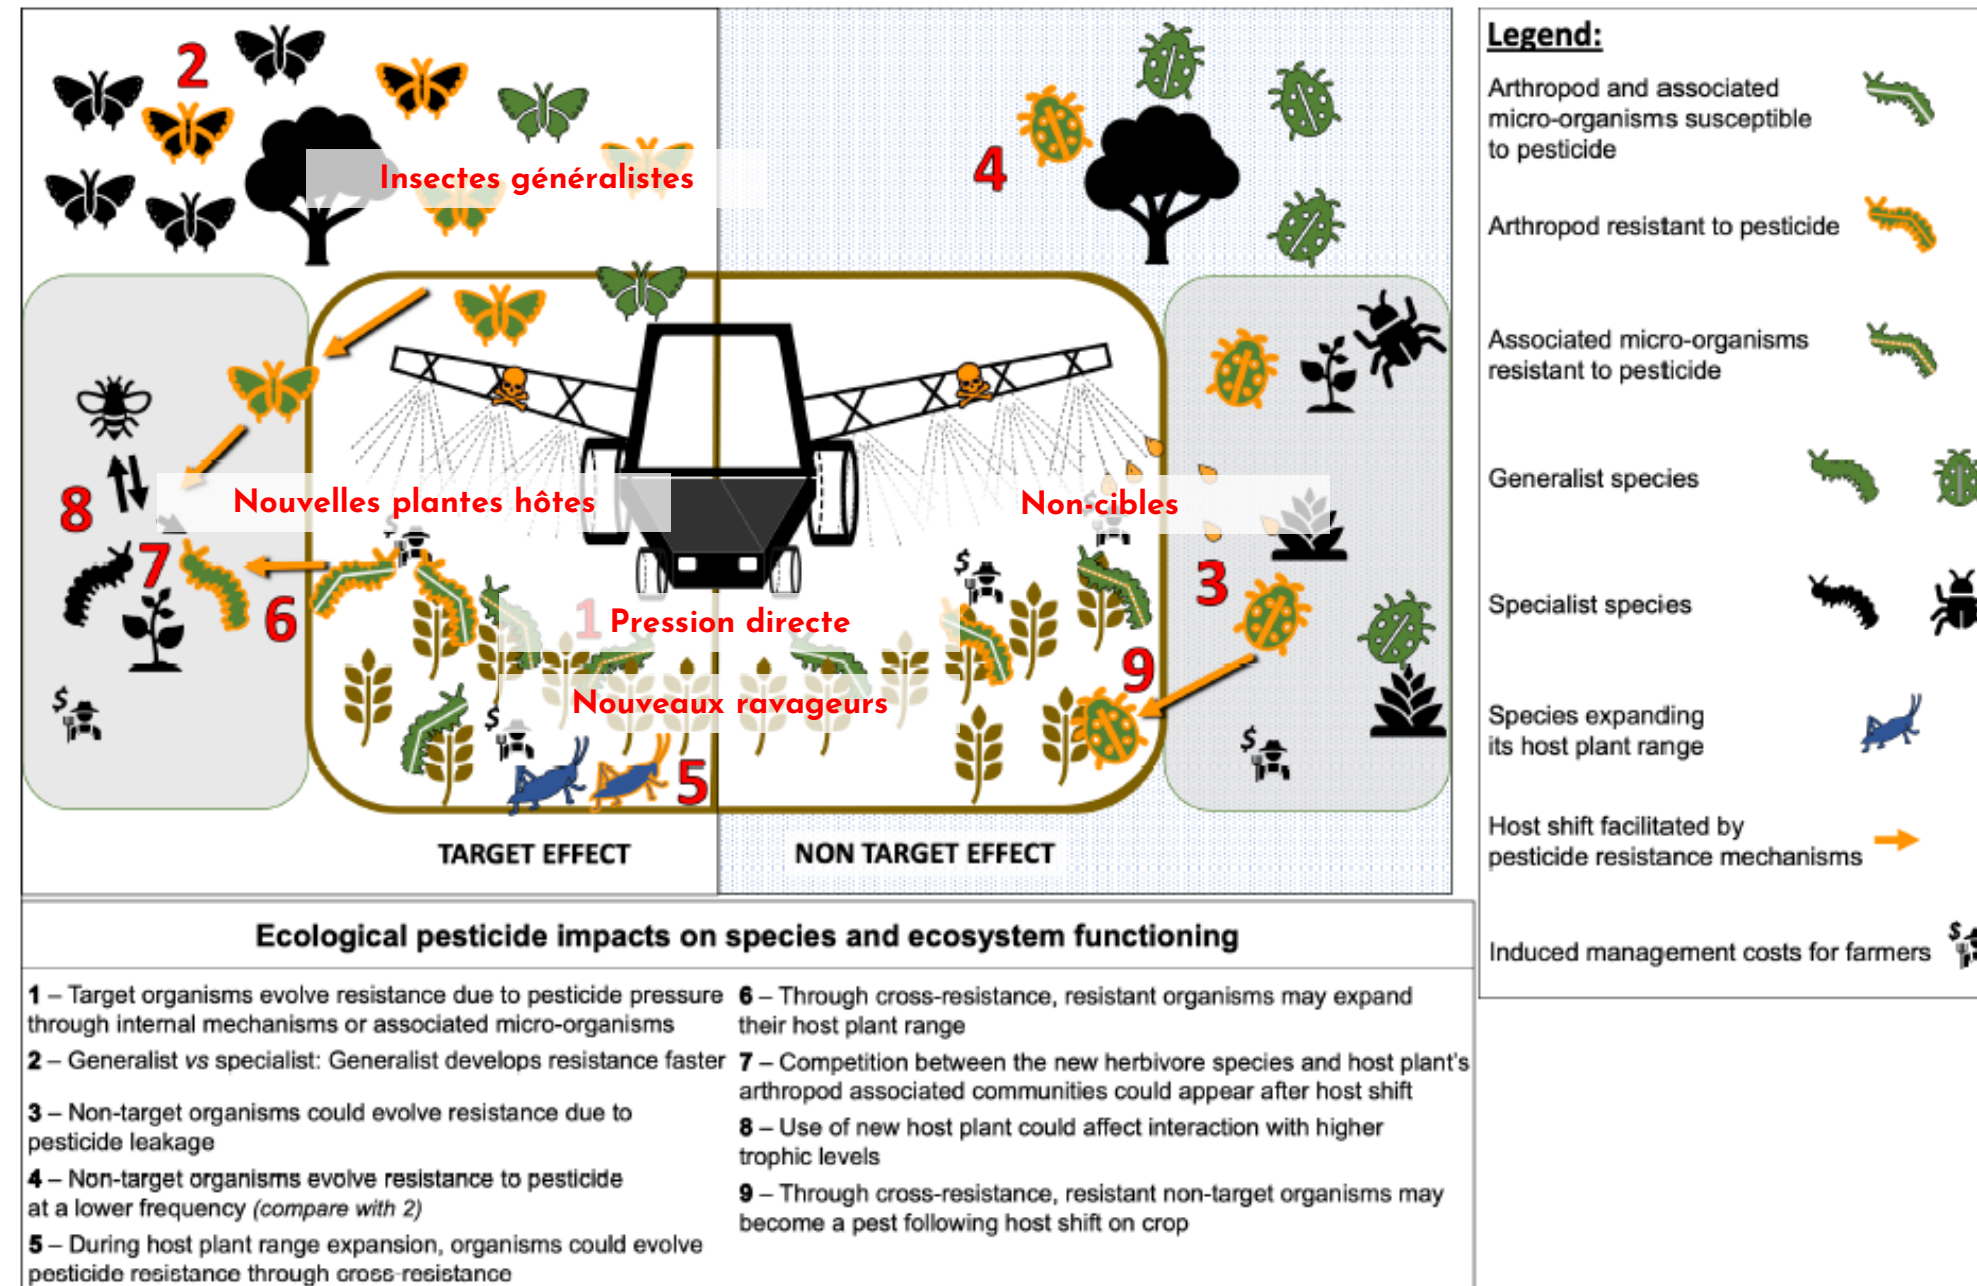 2
Insectes généralistes
4
8
Nouvelles plantes hôtes
Non-cibles
7
6
$
$
$
3
1
Pression directe
9
Nouveaux ravageurs
$
$
$
5
TARGET EFFECT
NON TARGET EFFECT
Legend:
Arthropod and associated
micro-organisms susceptible
to pesticide
Arthropod resistant to pesticide
Associated micro-organisms
resistant to pesticide
Generalist species
Specialist species
Species expanding
its host plant range
Host shift facilitated by
pesticide resistance mechanisms
Induced management costs for farmers
$
Ecological pesticide impacts on species and ecosystem functioning
1 – Target organisms evolve resistance due to pesticide pressure
through internal mechanisms or associated micro-organisms
2 – Generalist vs specialist: Generalist develops resistance faster
3 – Non-target organisms could evolve resistance due to
pesticide leakage
4 – Non-target organisms evolve resistance to pesticide
at a lower frequency (compare with 2)
5 – During host plant range expansion, organisms could evolve
pesticide resistance through cross-resistance
6 – Through cross-resistance, resistant organisms may expand
their host plant range
7 – Competition between the new herbivore species and host plant's
arthropod associated communities could appear after host shift
8 – Use of new host plant could affect interaction with higher
trophic levels
9 – Through cross-resistance, resistant non-target organisms may
become a pest following host shift on crop